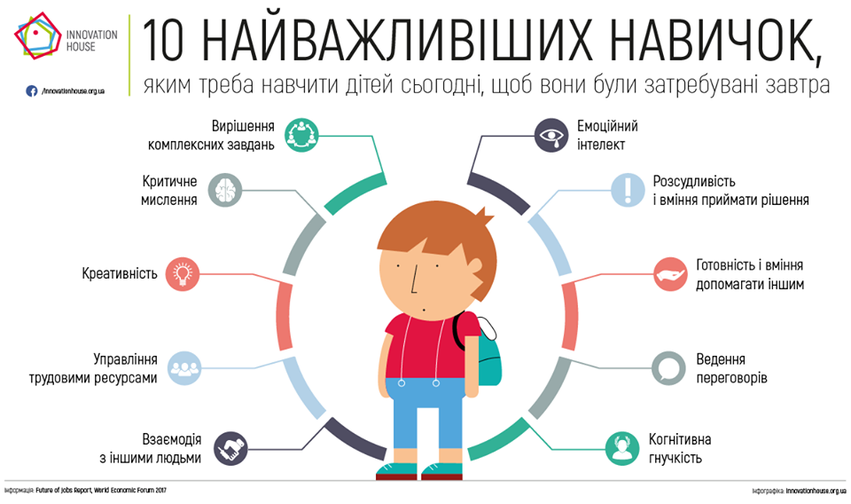 INNOVATION
HOUSE
/innovationhouse.org.ua
10 НАЙВАЖЛИВІШИХ НАВИЧОК,
яким треба навчити дітей сьогодні, щоб вони були затребувані завтра
Вирішення
комплексних завдань
Критичне
мислення
Креативність
Управління
трудовими ресурсами
Взаємодія
з іншими людьми
Емоційний
інтелект
Розсудливість
і вміння приймати рішення
Готовність і вміння
допомагати іншим
Ведення
переговорів
Когнітивна
гнучкість
Інформація: Future of Jobs Report, World Economic Forum 2017
Інфографіка: innovationhouse.org.ua